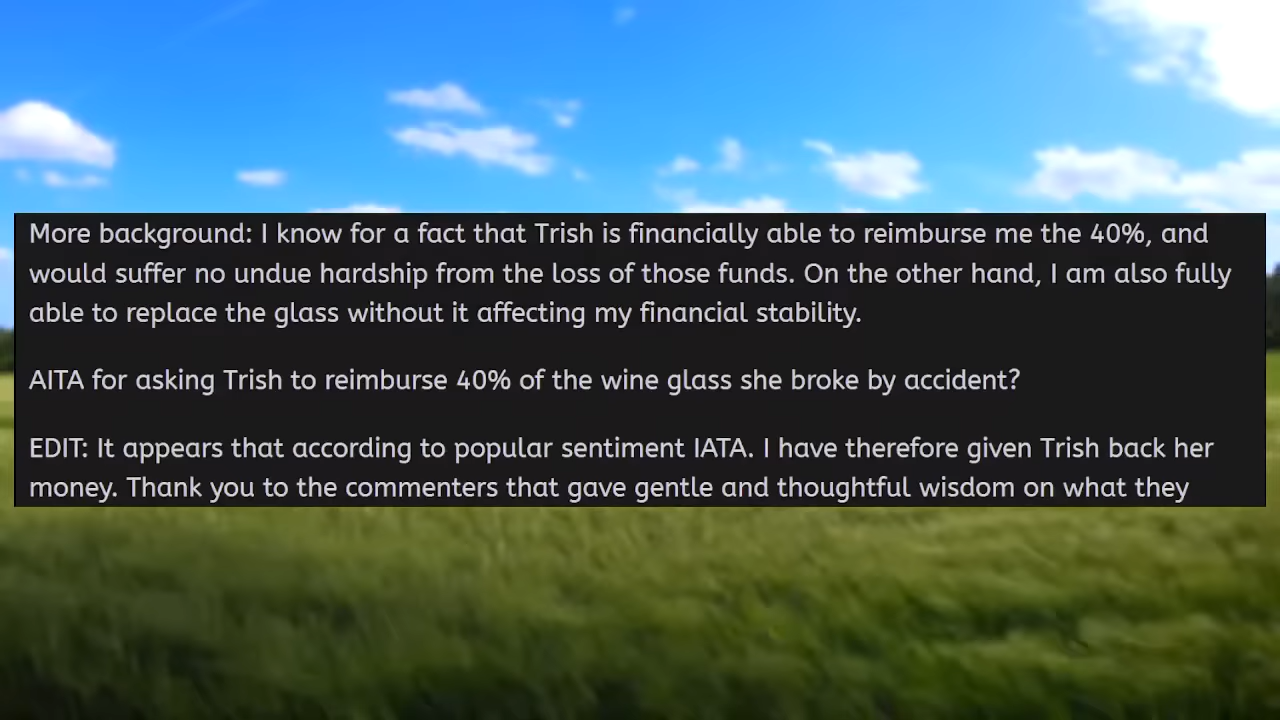 More background: I know for a fact that Trish is financially able to reimburse me the 40%, and
would suffer no undue hardship from the loss of those funds. On the other hand, I am also fully
able to replace the glass without it affecting my financial stability.
AITA for asking Trish to reimburse 40% of the wine glass she broke by accident?
EDIT: It appears that according to popular sentiment IATA. I have therefore given Trish back her
money. Thank you to the commenters that gave gentle and thoughtful wisdom on what they